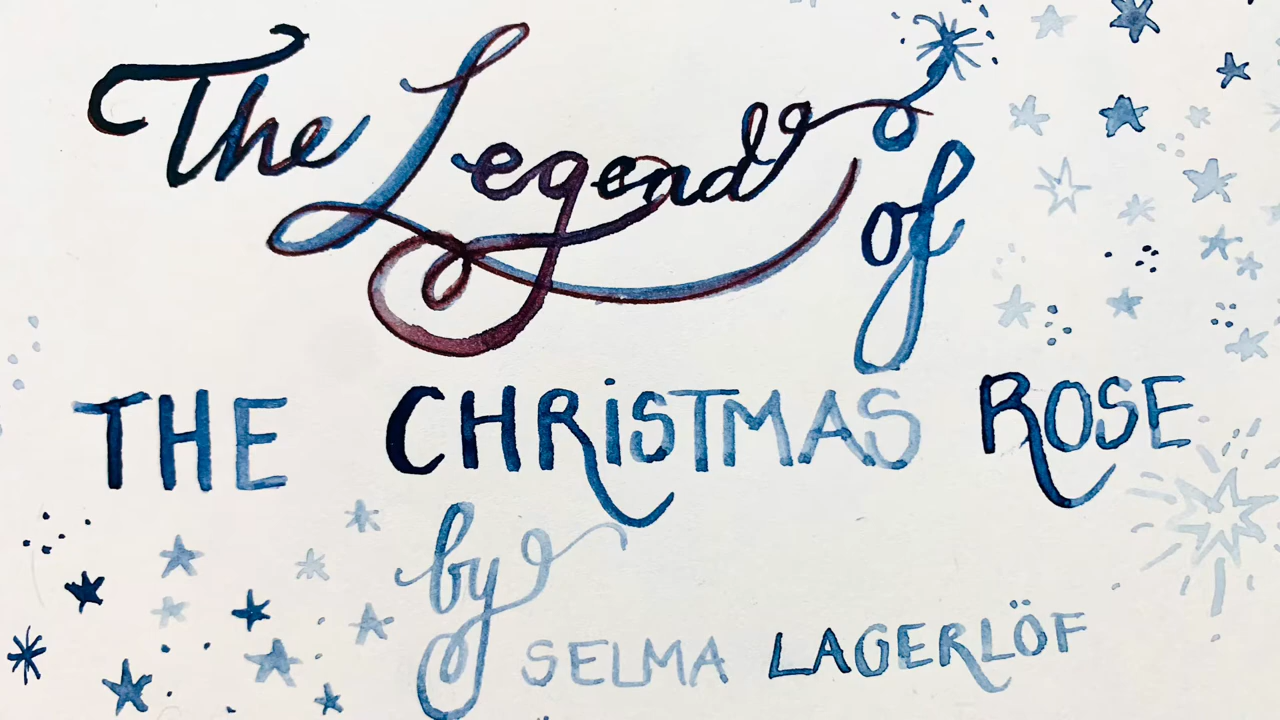 The Legend of
THE CHRiSTMAS ROSE
by
SELMA LAGERLÖF